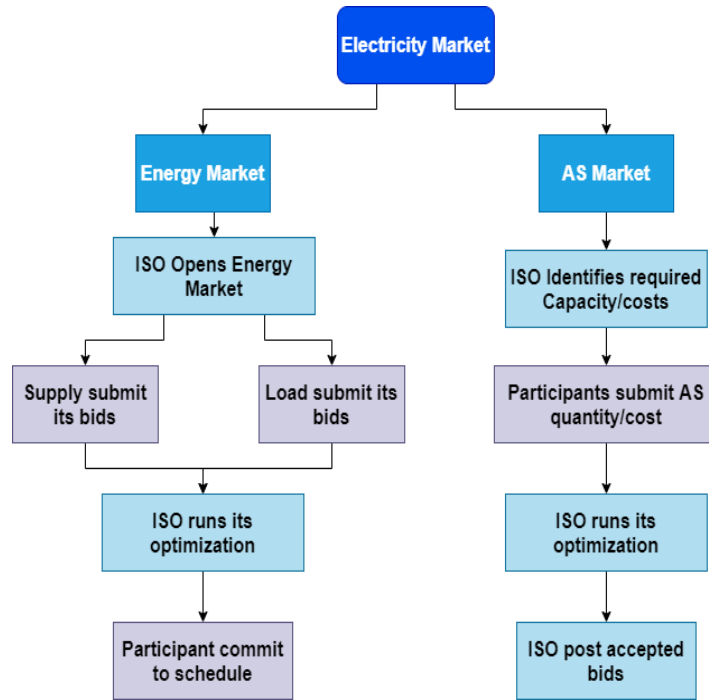 Electricity Market
Energy Market
AS Market
ISO Opens Energy
Market
ISO Identifies required
Capacity/costs
Supply submit
its bids
Load submit its
bids
Participants submit AS
quantity/cost
ISO runs its
optimization
ISO runs its
optimization
Participant commit
to schedule
ISO post accepted
bids